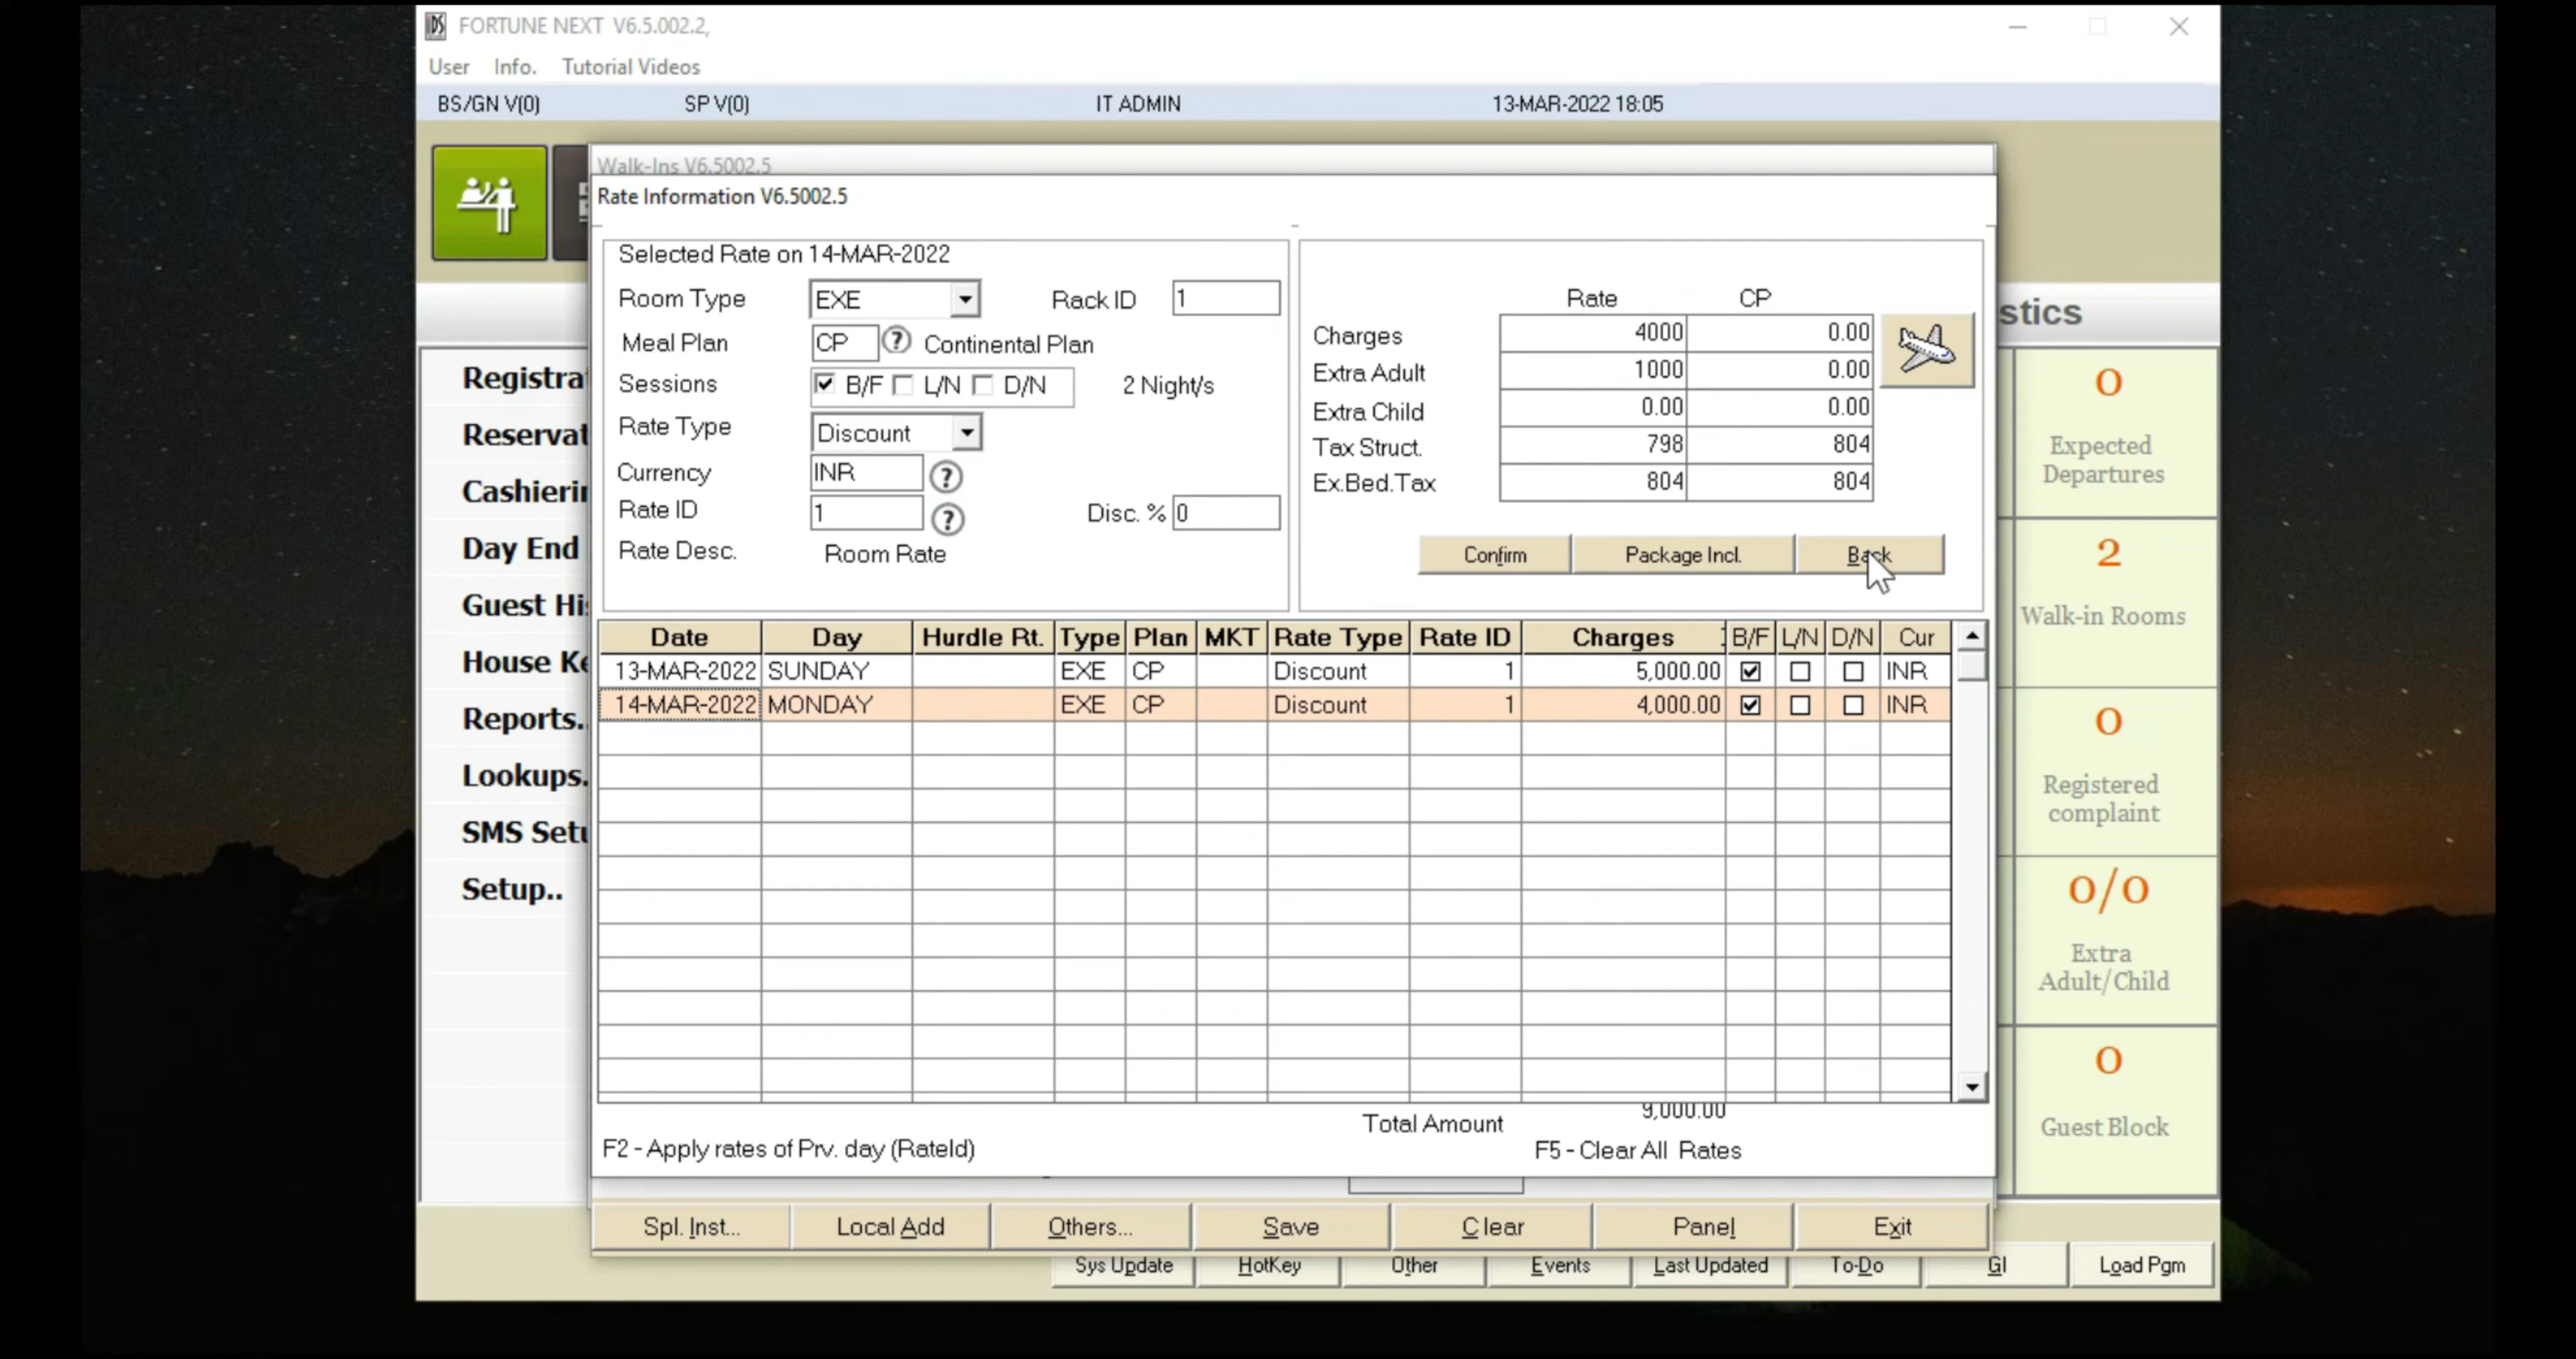 FORTUNE NEXT V6.5.002.2,
User Info. Tutorial Videos
BS/GN V(0) SP V(0) IT ADMIN 13-MAR-2022 18:05
Walk-Ins V6.5002.5
Rate Information V6.5002.5
Selected Rate on 14-MAR-2022
Room Type EXE Rack ID 1
Meal Plan CP ? Continental Plan
Sessions B/F L/N D/N 2 Night/s
Rate Type Discount
Currency INR ?
Rate ID 1 ? Disc. % 0
Rate Desc. Room Rate
Rate CP
Charges 4000 0.00
Extra Adult 1000 0.00
Extra Child 0.00 0.00
Tax Struct. 798 804
Ex.Bed.Tax 804 804
Confirm Package Incl. Back
Date Day Hurdle Rt. Type Plan MKT Rate Type Rate ID Charges B/F L/N D/N Cur
13-MAR-2022 SUNDAY EXE CP Discount 1 5,000.00 INR
14-MAR-2022 MONDAY EXE CP Discount 1 4,000.00 INR
Total Amount 9,000.00
F2 - Apply rates of Prv. day (RateId) F5 - Clear All Rates
Spl. Inst... Local Add Others... Save Clear Panel Exit
Sys Update HotKey Other Events Last Updated To-Do GI Load Pgm
Registra
Reservat
Cashierin
Day End
Guest Hi
House Ke
Reports..
Lookups.
SMS Setu
Setup..
stics
0
Expected
Departures
2
Walk-in Rooms
0
Registered
complaint
0/0
Extra
Adult/Child
0
Guest Block